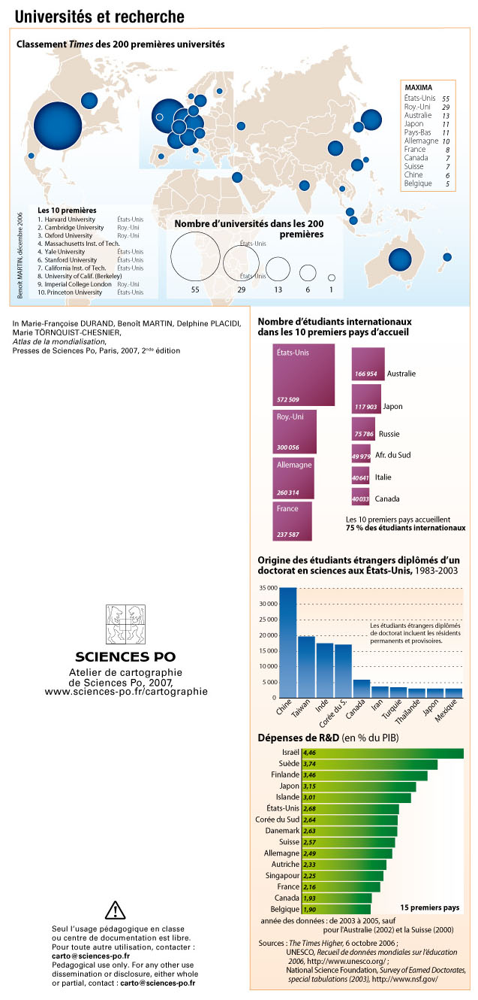 Universités et recherche
Classement Times des 200 premières universités
MAXIMA
États-Unis 55
Roy.-Uni 29
Australie 13
Japon 11
Pays-Bas 11
Allemagne 10
France 8
Canada 7
Suisse 7
Chine 6
Belgique 5
Benoît MARTIN, décembre 2006
Les 10 premières
1. Harvard University États-Unis
2. Cambridge University Roy.-Uni
3. Oxford University Roy.-Uni
4. Massachusetts Inst. of Tech.
États-Unis
4. Yale University États-Unis
6. Stanford University États-Unis
7. California Inst. of Tech. États-Unis
8. University of Calif. (Berkeley)
États-Unis
9. Imperial College London Roy.-Uni
10. Princeton University États-Unis
Nombre d'universités dans les 200
premières
55 29 13 6 1
In Marie-Françoise DURAND, Benoît MARTIN, Delphine PLACIDI,
Marie TÖRNQUIST-CHESNIER,
Atlas de la mondialisation,
Presses de Sciences Po, Paris, 2007, 2nde édition
Nombre d'étudiants internationaux
dans les 10 premiers pays d'accueil
États-Unis
572 509
Roy.-Uni
300 056
Allemagne
260 314
France
237 587
166 954 Australie
117 903 Japon
75 786 Russie
49 979 Afr. du Sud
40 641 Italie
40 033 Canada
Les 10 premiers pays accueillent
75 % des étudiants internationaux
Origine des étudiants étrangers diplômés d'un
doctorat en sciences aux États-Unis, 1983-2003
35 000
30 000
25 000
20 000
15 000
10 000
5 000
0
Les étudiants étrangers diplômés
de doctorat incluent les résidents
permanents et provisoires.
Chine
Taiwan
Inde
Corée du S.
Canada
Iran
Turquie
Thaïlande
Japon
Mexique
SCIENCES PO
Atelier de cartographie
de Sciences Po, 2007,
www.sciences-po.fr/cartographie
Dépenses de R&D (en % du PIB)
Israël 4,46
Suède 3,74
Finlande 3,46
Japon 3,15
Islande 3,01
États-Unis 2,68
Corée du Sud 2,64
Danemark 2,63
Suisse 2,57
Allemagne 2,49
Autriche 2,33
Singapour 2,25
France 2,16
Canada 1,93
Belgique 1,90
15 premiers pays
année des données : de 2003 à 2005, sauf
pour l'Australie (2002) et la Suisse (2000)
Sources : The Times Higher, 6 octobre 2006 ;
UNESCO, Recueil de données mondiales sur l'éducation
2006, http://www.unesco.org/ ;
National Science Foundation, Survey of Earned Doctorates,
special tabulations (2003), http://www.nsf.gov/
Seul l'usage pédagogique en classe
ou centre de documentation est libre.
Pour toute autre utilisation, contacter :
carto@sciences-po.fr
Pedagogical use only. For any other use
dissemination or disclosure, either whole
or partial, contact : carto@sciences-po.fr